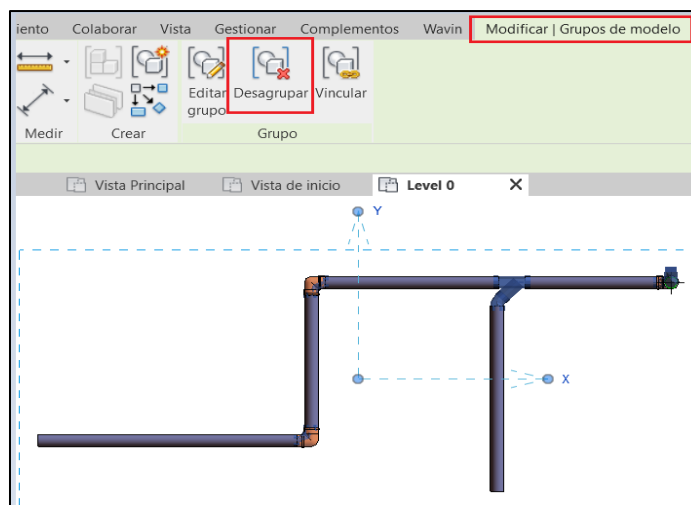 iento Colaborar Vista Gestionar Complementos Wavin Modificar | Grupos de modelo
Editar Desagrupar Vincular
grupo
Medir Crear Grupo
Vista Principal Vista de inicio Level 0
Y
X